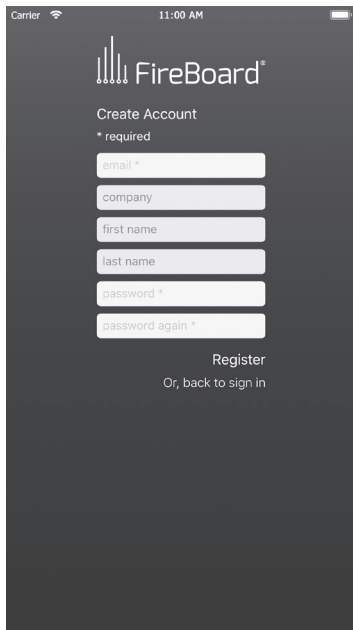 Carrier 11:00 AM
FireBoard®
Create Account
* required
email *
company
first name
last name
password *
password again *
Register
Or, back to sign in